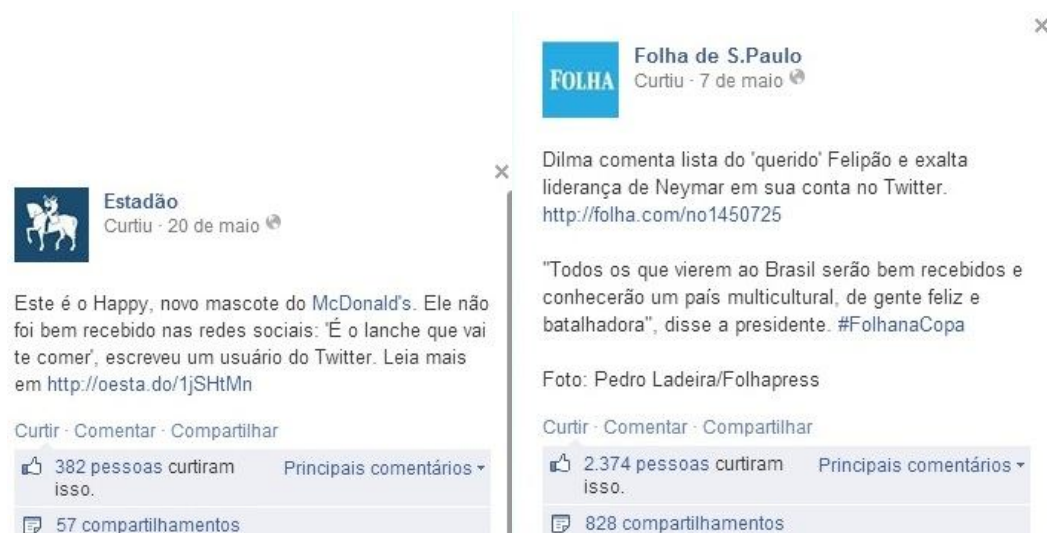 Estadão
Curtiu · 20 de maio
Este é o Happy, novo mascote do McDonald's. Ele não
foi bem recebido nas redes sociais: 'É o lanche que vai
te comer', escreveu um usuário do Twitter. Leia mais
em http://oesta.do/1jSHtMn
Curtir · Comentar · Compartilhar
382 pessoas curtiram
isso.
Principais comentários
57 compartilhamentos
FOLHA
Folha de S.Paulo
Curtiu · 7 de maio
Dilma comenta lista do 'querido' Felipão e exalta
liderança de Neymar em sua conta no Twitter.
http://folha.com/no1450725
"Todos os que vierem ao Brasil serão bem recebidos e
conhecerão um país multicultural, de gente feliz e
batalhadora", disse a presidente. #FolhanaCopa
Foto: Pedro Ladeira/Folhapress
Curtir · Comentar · Compartilhar
2.374 pessoas curtiram
isso.
Principais comentários
828 compartilhamentos